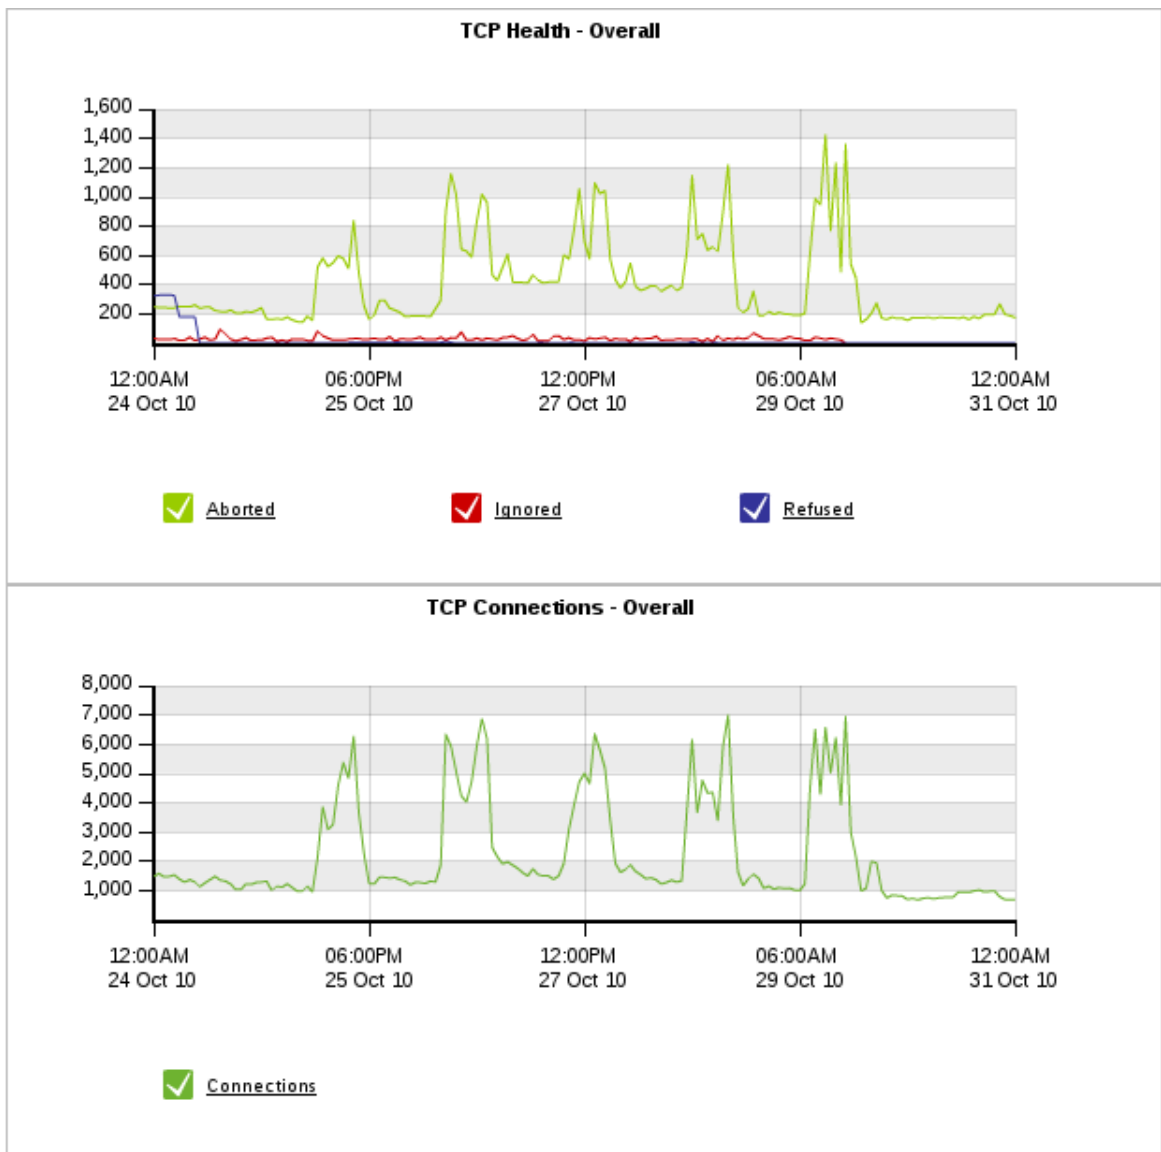 TCP Health - Overall
1,600
1,400
1,200
1,000
800
600
400
200
12:00AM 06:00PM 12:00PM 06:00AM 12:00AM
24 Oct 10 25 Oct 10 27 Oct 10 29 Oct 10 31 Oct 10
Aborted Ignored Refused
TCP Connections - Overall
8,000
7,000
6,000
5,000
4,000
3,000
2,000
1,000
12:00AM 06:00PM 12:00PM 06:00AM 12:00AM
24 Oct 10 25 Oct 10 27 Oct 10 29 Oct 10 31 Oct 10
Connections